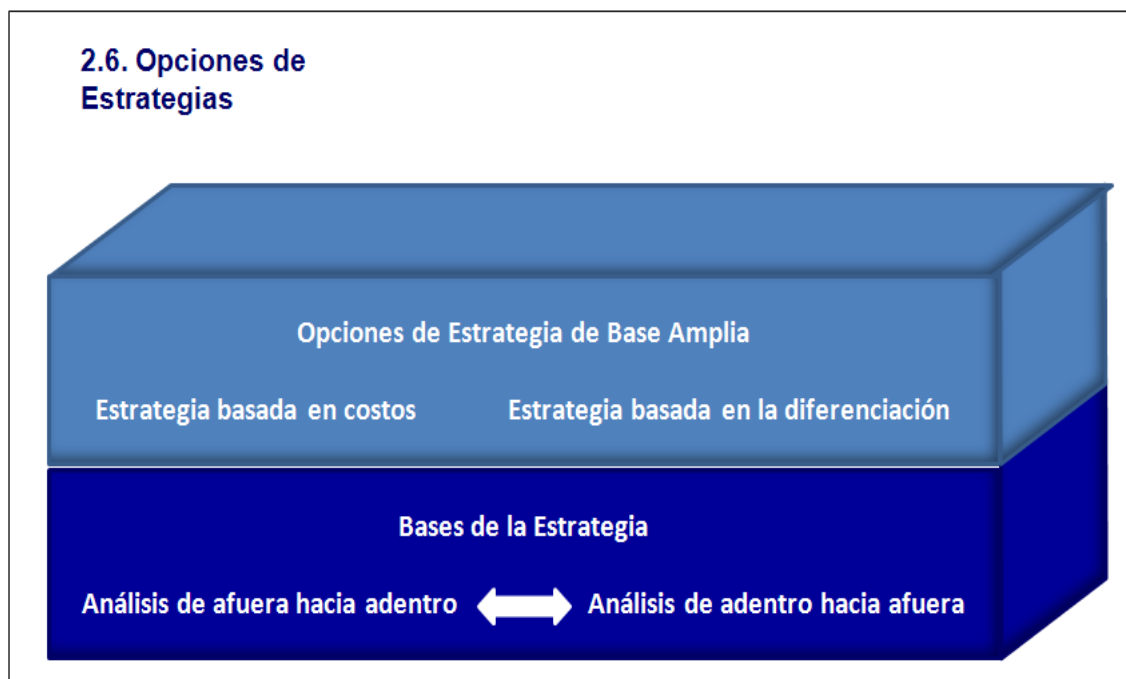 2.6. Opciones de
Estrategias
Opciones de Estrategia de Base Amplia
Estrategia basada en costos
Estrategia basada en la diferenciación
Bases de la Estrategia
Análisis de afuera hacia adentro
Análisis de adentro hacia afuera